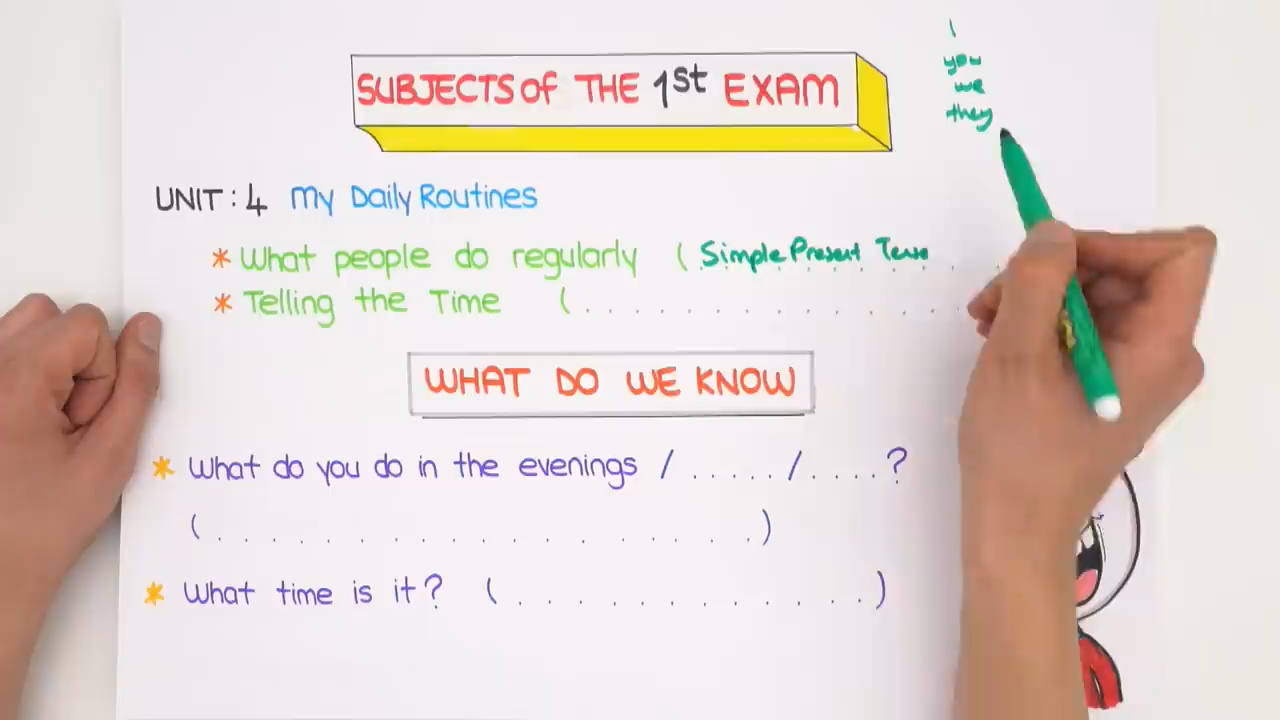 SUBJECTS of THE 1st EXAM
I
you
we
they
UNIT : 4 My Daily Routines
* What people do regularly ( Simple Present Tense
* Telling the Time ( . . . . . . . . . . . . . .
WHAT DO WE KNOW
* What do you do in the evenings / ..... / ....?
( . . . . . . . . . . . . . . . . . . . . )
* What time is it? ( . . . . . . . . . . . . . )